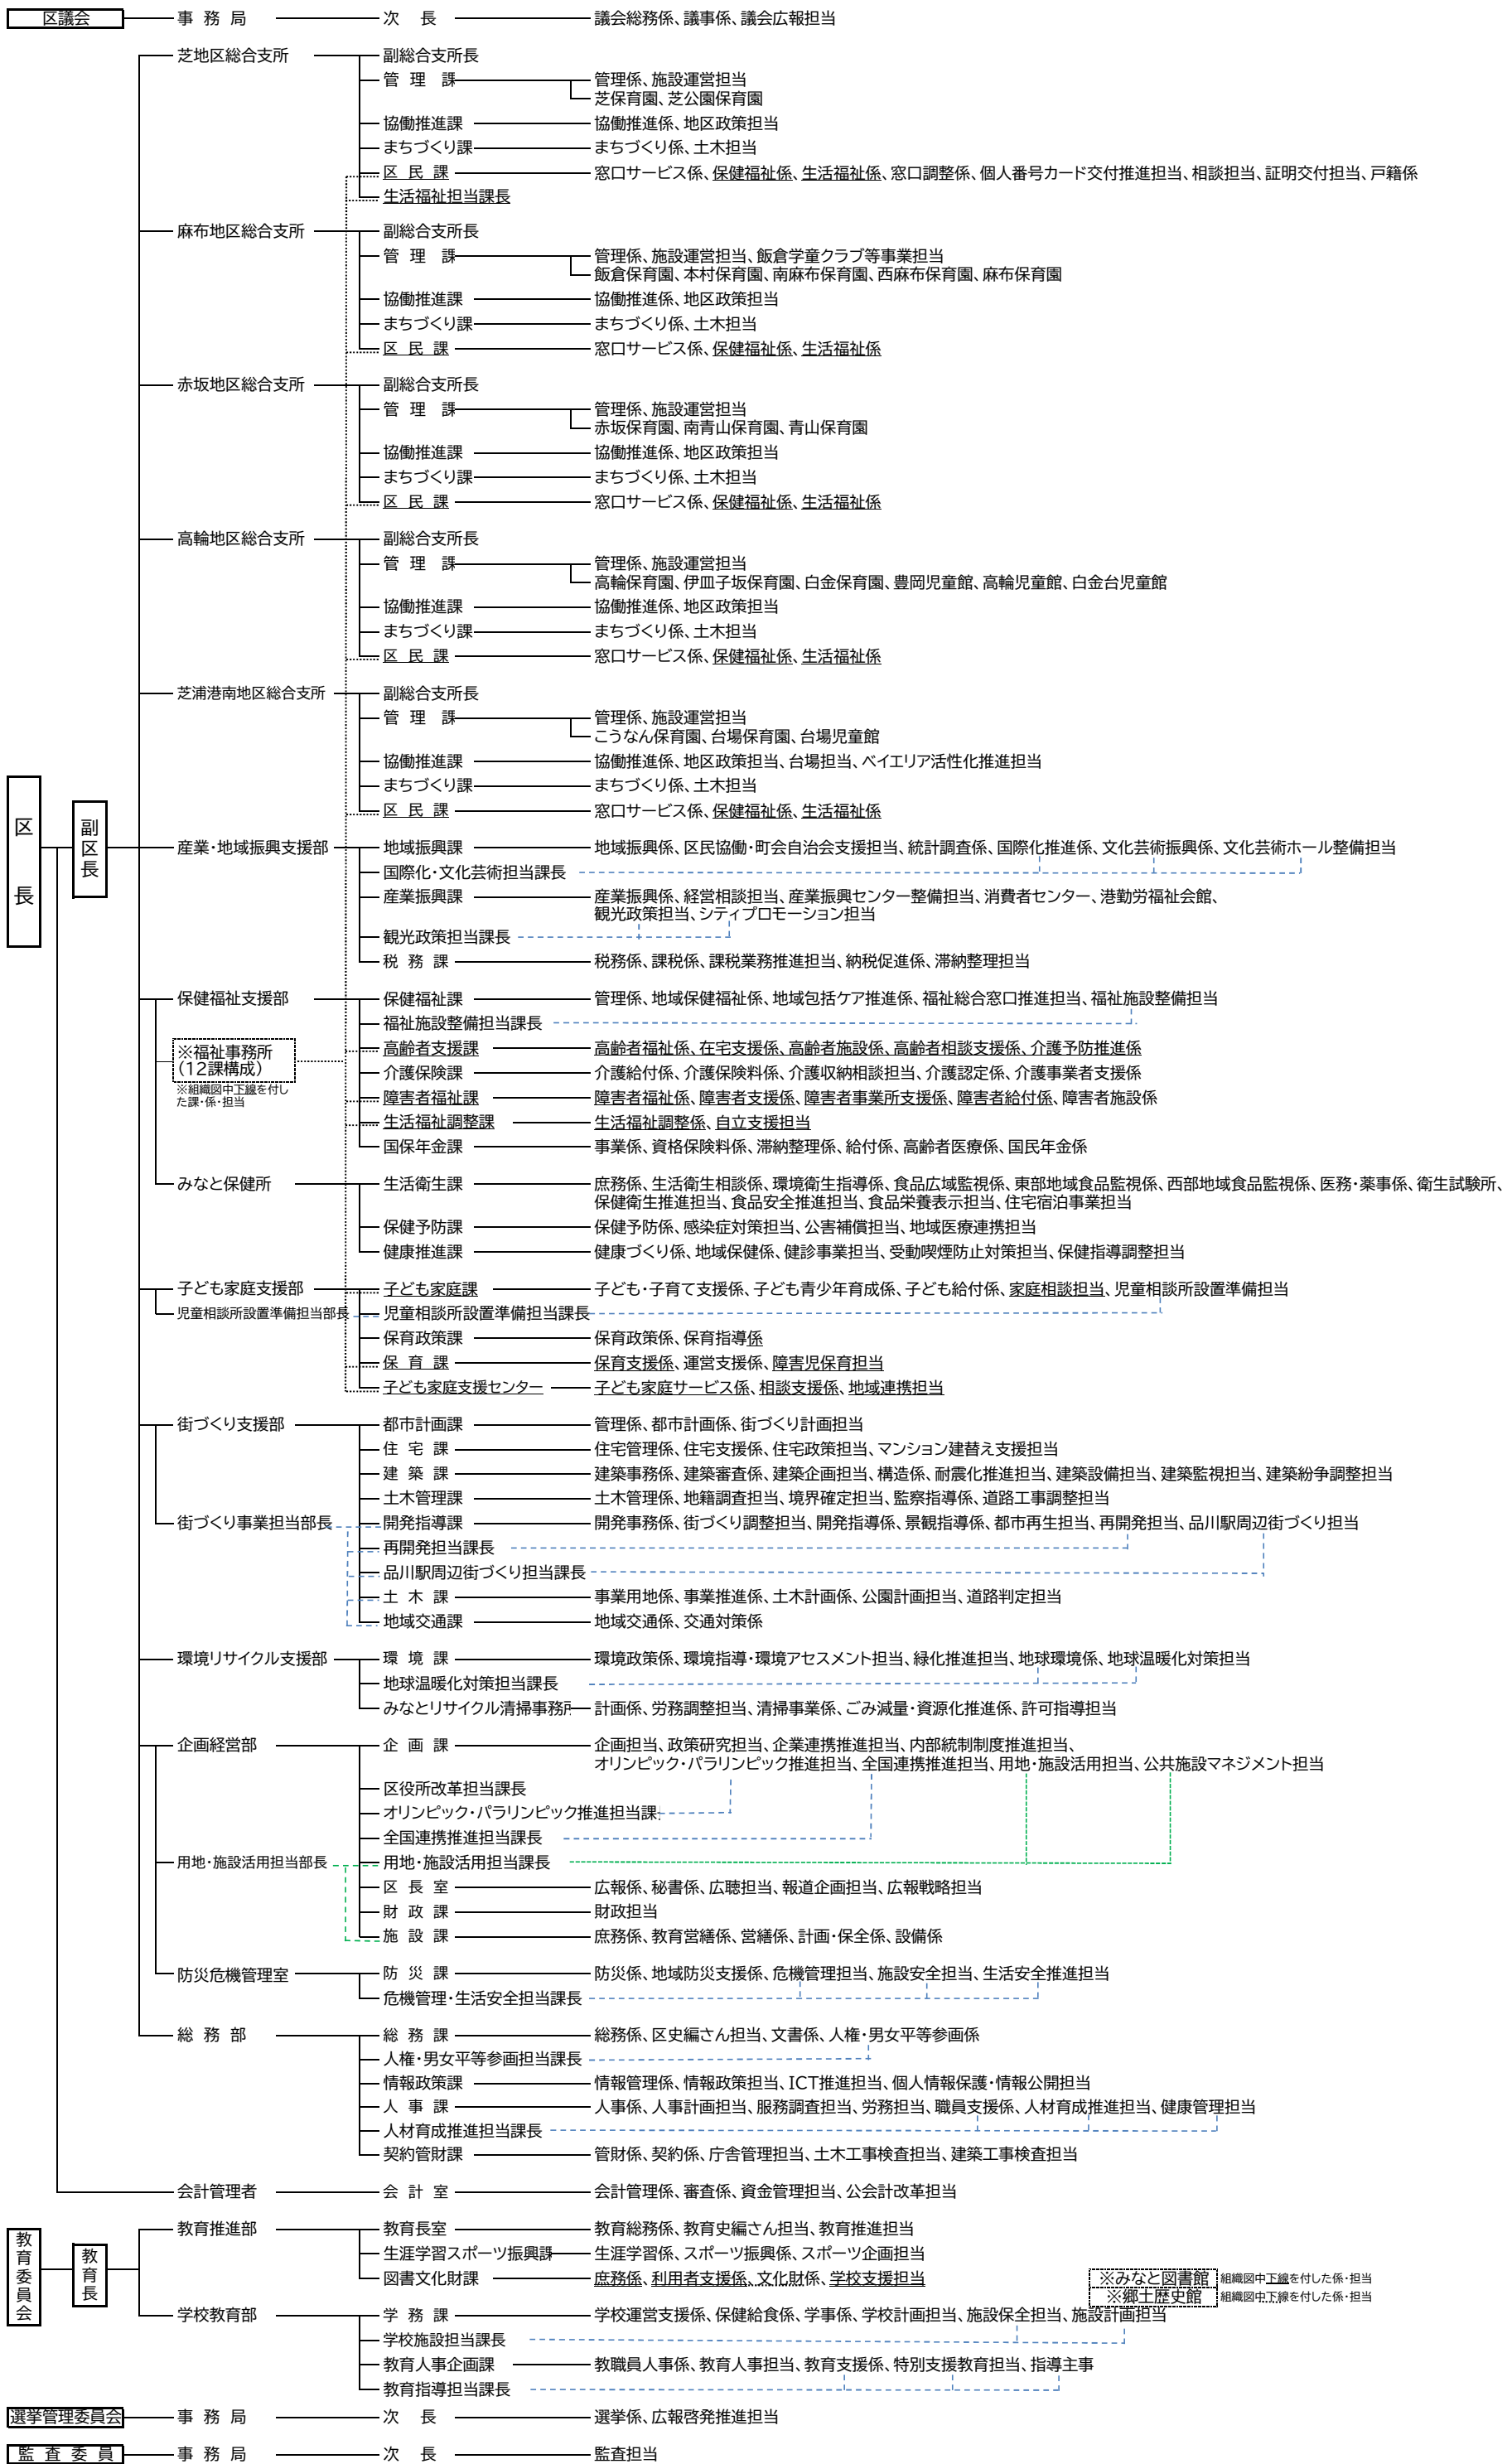 区議会 事務局 次長 議会総務係、議事係、議会広報担当
芝地区総合支所 副総合支所長
管理課 管理係、施設運営担当
芝保育園、芝公園保育園
協働推進課 協働推進係、地区政策担当
まちづくり課 まちづくり係、土木担当
区民課 窓口サービス係、保健福祉係、生活福祉係、窓口調整係、個人番号カード交付推進担当、相談担当、証明交付担当、戸籍係
生活福祉担当課長
麻布地区総合支所 副総合支所長
管理課 管理係、施設運営担当、飯倉学童クラブ等事業担当
飯倉保育園、本村保育園、南麻布保育園、西麻布保育園、麻布保育園
協働推進課 協働推進係、地区政策担当
まちづくり課 まちづくり係、土木担当
区民課 窓口サービス係、保健福祉係、生活福祉係
赤坂地区総合支所 副総合支所長
管理課 管理係、施設運営担当
赤坂保育園、南青山保育園、青山保育園
協働推進課 協働推進係、地区政策担当
まちづくり課 まちづくり係、土木担当
区民課 窓口サービス係、保健福祉係、生活福祉係
高輪地区総合支所 副総合支所長
管理課 管理係、施設運営担当
高輪保育園、伊皿子坂保育園、白金保育園、豊岡児童館、高輪児童館、白金台児童館
協働推進課 協働推進係、地区政策担当
まちづくり課 まちづくり係、土木担当
区民課 窓口サービス係、保健福祉係、生活福祉係
芝浦港南地区総合支所 副総合支所長
管理課 管理係、施設運営担当
こうなん保育園、台場保育園、台場児童館
協働推進課 協働推進係、地区政策担当、台場担当、ベイエリア活性化推進担当
まちづくり課 まちづくり係、土木担当
区民課 窓口サービス係、保健福祉係、生活福祉係
区長 副区長
産業・地域振興支援部 地域振興課 地域振興係、区民協働・町会自治会支援担当、統計調査係、国際化推進係、文化芸術振興係、文化芸術ホール整備担当
国際化・文化芸術担当課長
産業振興課 産業振興係、経営相談担当、産業振興センター整備担当、消費者センター、港勤労福祉会館、
観光政策担当、シティプロモーション担当
観光政策担当課長
税務課 税務係、課税係、課税業務推進担当、納税促進係、滞納整理担当
保健福祉支援部 保健福祉課 管理係、地域保健福祉係、地域包括ケア推進係、福祉総合窓口推進担当、福祉施設整備担当
福祉施設整備担当課長
※福祉事務所
(12課構成)
※組織図中下線を付し
た課・係・担当
高齢者支援課 高齢者福祉係、在宅支援係、高齢者施設係、高齢者相談支援係、介護予防推進係
介護保険課 介護給付係、介護保険料係、介護収納相談担当、介護認定係、介護事業者支援係
障害者福祉課 障害者福祉係、障害者支援係、障害者事業所支援係、障害者給付係、障害者施設係
生活福祉調整課 生活福祉調整係、自立支援担当
国保年金課 事業係、資格保険料係、滞納整理係、給付係、高齢者医療係、国民年金係
みなと保健所 生活衛生課 庶務係、生活衛生相談係、環境衛生指導係、食品広域監視係、東部地域食品監視係、西部地域食品監視係、医務・薬事係、衛生試験所、
保健衛生推進担当、食品安全推進担当、食品栄養表示担当、住宅宿泊事業担当
保健予防課 保健予防係、感染症対策担当、公害補償担当、地域医療連携担当
健康推進課 健康づくり係、地域保健係、健診事業担当、受動喫煙防止対策担当、保健指導調整担当
子ども家庭支援部 子ども家庭課 子ども・子育て支援係、子ども青少年育成係、子ども給付係、家庭相談担当、児童相談所設置準備担当
児童相談所設置準備担当部長 児童相談所設置準備担当課長
保育政策課 保育政策係、保育指導係
保育課 保育支援係、運営支援係、障害児保育担当
子ども家庭支援センター 子ども家庭サービス係、相談支援係、地域連携担当
街づくり支援部 都市計画課 管理係、都市計画係、街づくり計画担当
住宅課 住宅管理係、住宅支援係、住宅政策担当、マンション建替え支援担当
建築課 建築事務係、建築審査係、建築企画担当、構造係、耐震化推進担当、建築設備担当、建築監視担当、建築紛争調整担当
土木管理課 土木管理係、地籍調査担当、境界確定担当、監察指導係、道路工事調整担当
街づくり事業担当部長 開発指導課 開発事務係、街づくり調整担当、開発指導係、景観指導係、都市再生担当、再開発担当、品川駅周辺街づくり担当
再開発担当課長
品川駅周辺街づくり担当課長
土木課 事業用地係、事業推進係、土木計画係、公園計画担当、道路判定担当
地域交通課 地域交通係、交通対策係
環境リサイクル支援部 環境課 環境政策係、環境指導・環境アセスメント担当、緑化推進担当、地球環境係、地球温暖化対策担当
地球温暖化対策担当課長
みなとリサイクル清掃事務所 計画係、労務調整担当、清掃事業係、ごみ減量・資源化推進係、許可指導担当
企画経営部 企画課 企画担当、政策研究担当、企業連携推進担当、内部統制制度推進担当、
オリンピック・パラリンピック推進担当、全国連携推進担当、用地・施設活用担当、公共施設マネジメント担当
区役所改革担当課長
オリンピック・パラリンピック推進担当課長
全国連携推進担当課長
用地・施設活用担当部長 用地・施設活用担当課長
区長室 広報係、秘書係、広聴担当、報道企画担当、広報戦略担当
財政課 財政担当
施設課 庶務係、教育営繕係、営繕係、計画・保全係、設備係
防災危機管理室 防災課 防災係、地域防災支援係、危機管理担当、施設安全担当、生活安全推進担当
危機管理・生活安全担当課長
総務部 総務課 総務係、区史編さん担当、文書係、人権・男女平等参画係
人権・男女平等参画担当課長
情報政策課 情報管理係、情報政策担当、ICT推進担当、個人情報保護・情報公開担当
人事課 人事係、人事計画担当、服務調査担当、労務担当、職員支援係、人材育成推進担当、健康管理担当
人材育成推進担当課長
契約管財課 管財係、契約係、庁舎管理担当、土木工事検査担当、建築工事検査担当
会計管理者 会計室 会計管理係、審査係、資金管理担当、公会計改革担当
教育委員会 教育長
教育推進部 教育長室 教育総務係、教育史編さん担当、教育推進担当
生涯学習スポーツ振興課 生涯学習係、スポーツ振興係、スポーツ企画担当
図書文化財課 庶務係、利用者支援係、文化財係、学校支援担当
※みなと図書館 組織図中下線を付した係・担当
※郷土歴史館 組織図中下線を付した係・担当
学校教育部 学務課 学校運営支援係、保健給食係、学事係、学校計画担当、施設保全担当、施設計画担当
学校施設担当課長
教育人事企画課 教職員人事係、教育人事担当、教育支援係、特別支援教育担当、指導主事
教育指導担当課長
選挙管理委員会 事務局 次長 選挙係、広報啓発推進担当
監査委員 事務局 次長 監査担当